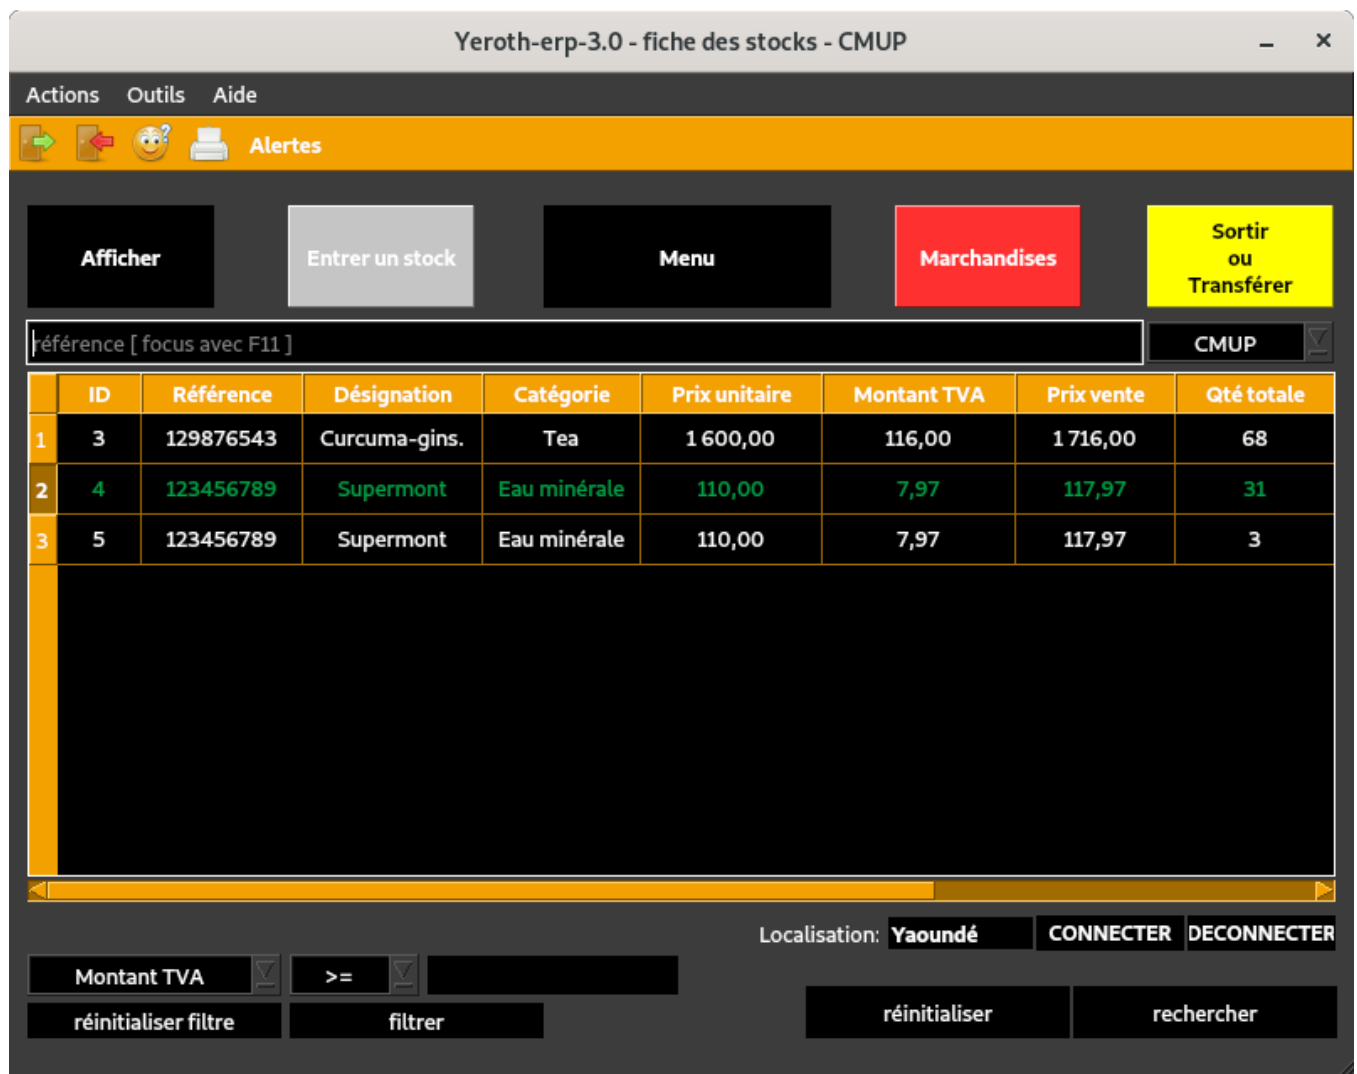 Yeroth-erp-3.0 - fiche des stocks - CMUP
Actions Outils Aide
Alertes
Afficher
Entrer un stock
Menu
Marchandises
Sortir
ou
Transférer
référence [ focus avec F11 ]
CMUP
ID Référence Désignation Catégorie Prix unitaire Montant TVA Prix vente Qté totale
1 3 129876543 Curcuma-gins. Tea 1 600,00 116,00 1 716,00 68
2 4 123456789 Supermont Eau minérale 110,00 7,97 117,97 31
3 5 123456789 Supermont Eau minérale 110,00 7,97 117,97 3
Localisation: Yaoundé CONNECTER DECONNECTER
Montant TVA >=
réinitialiser filtre filtrer
réinitialiser rechercher